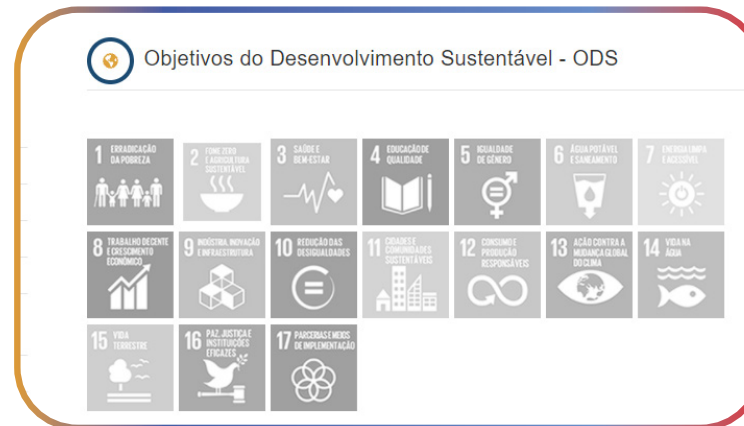 Objetivos do Desenvolvimento Sustentável - ODS
1 ERRADICAÇÃO
DA POBREZA
2 FOME ZERO
E AGRICULTURA
SUSTENTÁVEL
3 SAÚDE E
BEM-ESTAR
4 EDUCAÇÃO DE
QUALIDADE
5 IGUALDADE
DE GÊNERO
6 ÁGUA POTÁVEL
E SANEAMENTO
7 ENERGIA LIMPA
E ACESSÍVEL
8 TRABALHO DECENTE
E CRESCIMENTO
ECONÔMICO
9 INDÚSTRIA, INOVAÇÃO
E INFRAESTRUTURA
10 REDUÇÃO DAS
DESIGUALDADES
11 CIDADES E
COMUNIDADES
SUSTENTÁVEIS
12 CONSUMO E
PRODUÇÃO
RESPONSÁVEIS
13 AÇÃO CONTRA A
MUDANÇA GLOBAL
DO CLIMA
14 VIDA NA
ÁGUA
15 VIDA
TERRESTRE
16 PAZ, JUSTIÇA E
INSTITUIÇÕES
EFICAZES
17 PARCERIAS E MEIOS
DE IMPLEMENTAÇÃO